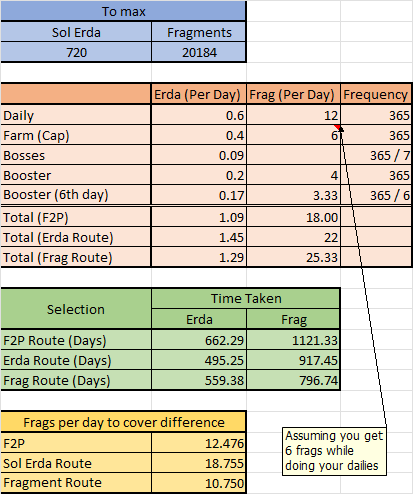 To max
Sol Erda Fragments
720 20184
Erda (Per Day) Frag (Per Day) Frequency
Daily 0.6 12 365
Farm (Cap) 0.4 6 365
Bosses 0.09 365 / 7
Booster 0.2 4 365
Booster (6th day) 0.17 3.33 365 / 6
Total (F2P) 1.09 18.00
Total (Erda Route) 1.45 22
Total (Frag Route) 1.29 25.33
Selection Time Taken
Erda Frag
F2P Route (Days) 662.29 1121.33
Erda Route (Days) 495.25 917.45
Frag Route (Days) 559.38 796.74
Frags per day to cover difference
F2P 12.476
Sol Erda Route 18.755
Fragment Route 10.750
Assuming you get
6 frags while
doing your dailies